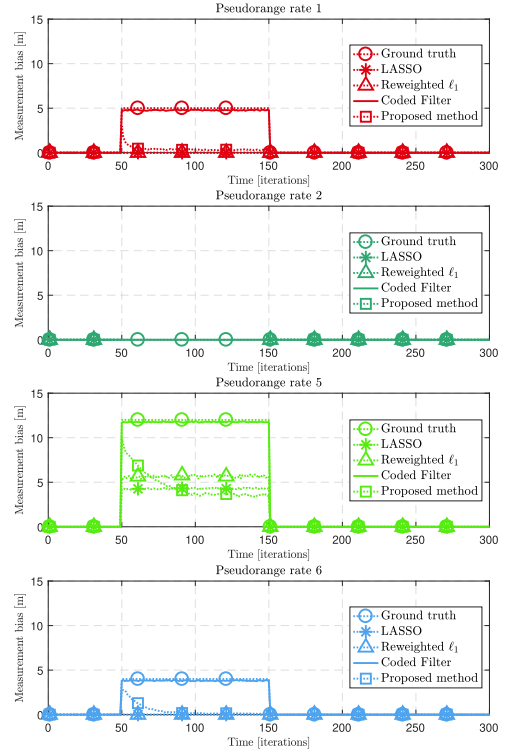 Pseudorange rate 1
Measurement bias [m]
15
10
5
0
Ground truth
LASSO
Reweighted ℓ₁
Coded Filter
Proposed method
0 50 100 150 200 250 300
Time [iterations]
Pseudorange rate 2
Measurement bias [m]
15
10
5
0
Ground truth
LASSO
Reweighted ℓ₁
Coded Filter
Proposed method
0 50 100 150 200 250 300
Time [iterations]
Pseudorange rate 5
Measurement bias [m]
15
10
5
0
Ground truth
LASSO
Reweighted ℓ₁
Coded Filter
Proposed method
0 50 100 150 200 250 300
Time [iterations]
Pseudorange rate 6
Measurement bias [m]
15
10
5
0
Ground truth
LASSO
Reweighted ℓ₁
Coded Filter
Proposed method
0 50 100 150 200 250 300
Time [iterations]